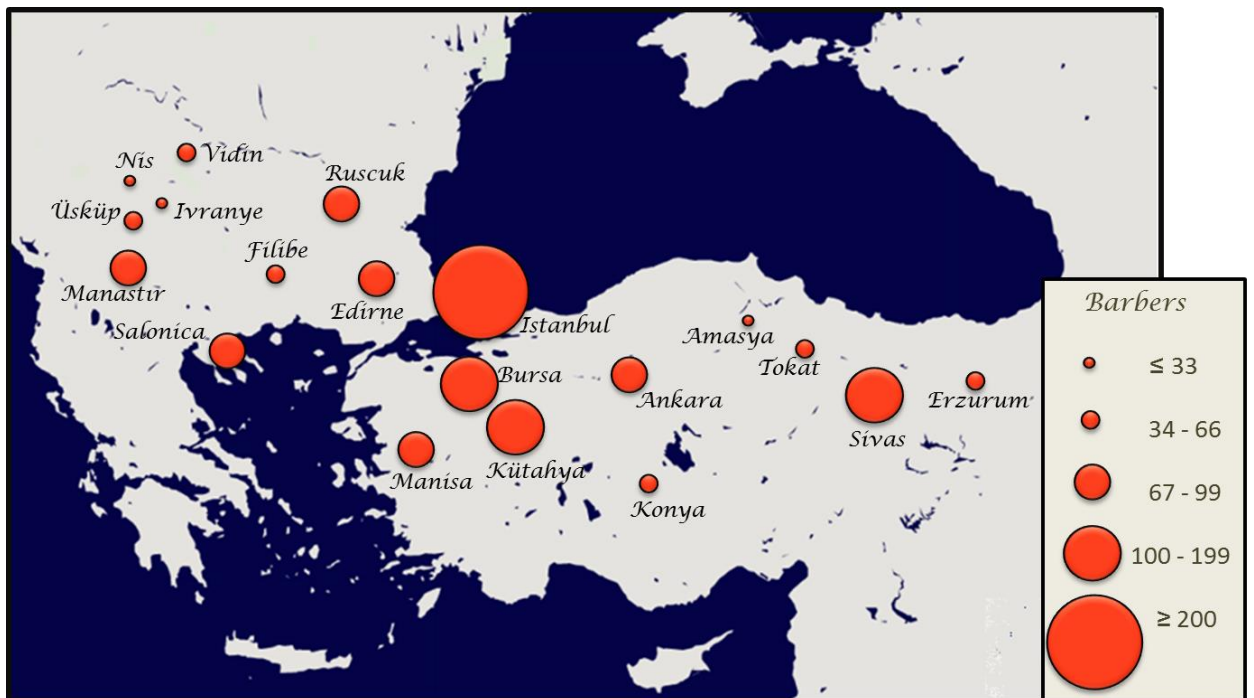 Nis
Vidin
Ruscuk
Üsküp
Ivranye
Filibe
Manastır
Edirne
Salonica
Istanbul
Amasya
Bursa
Tokat
Ankara
Erzurum
Sivas
Manisa
Kütahya
Konya
Barbers
≤ 33
34 - 66
67 - 99
100 - 199
≥ 200